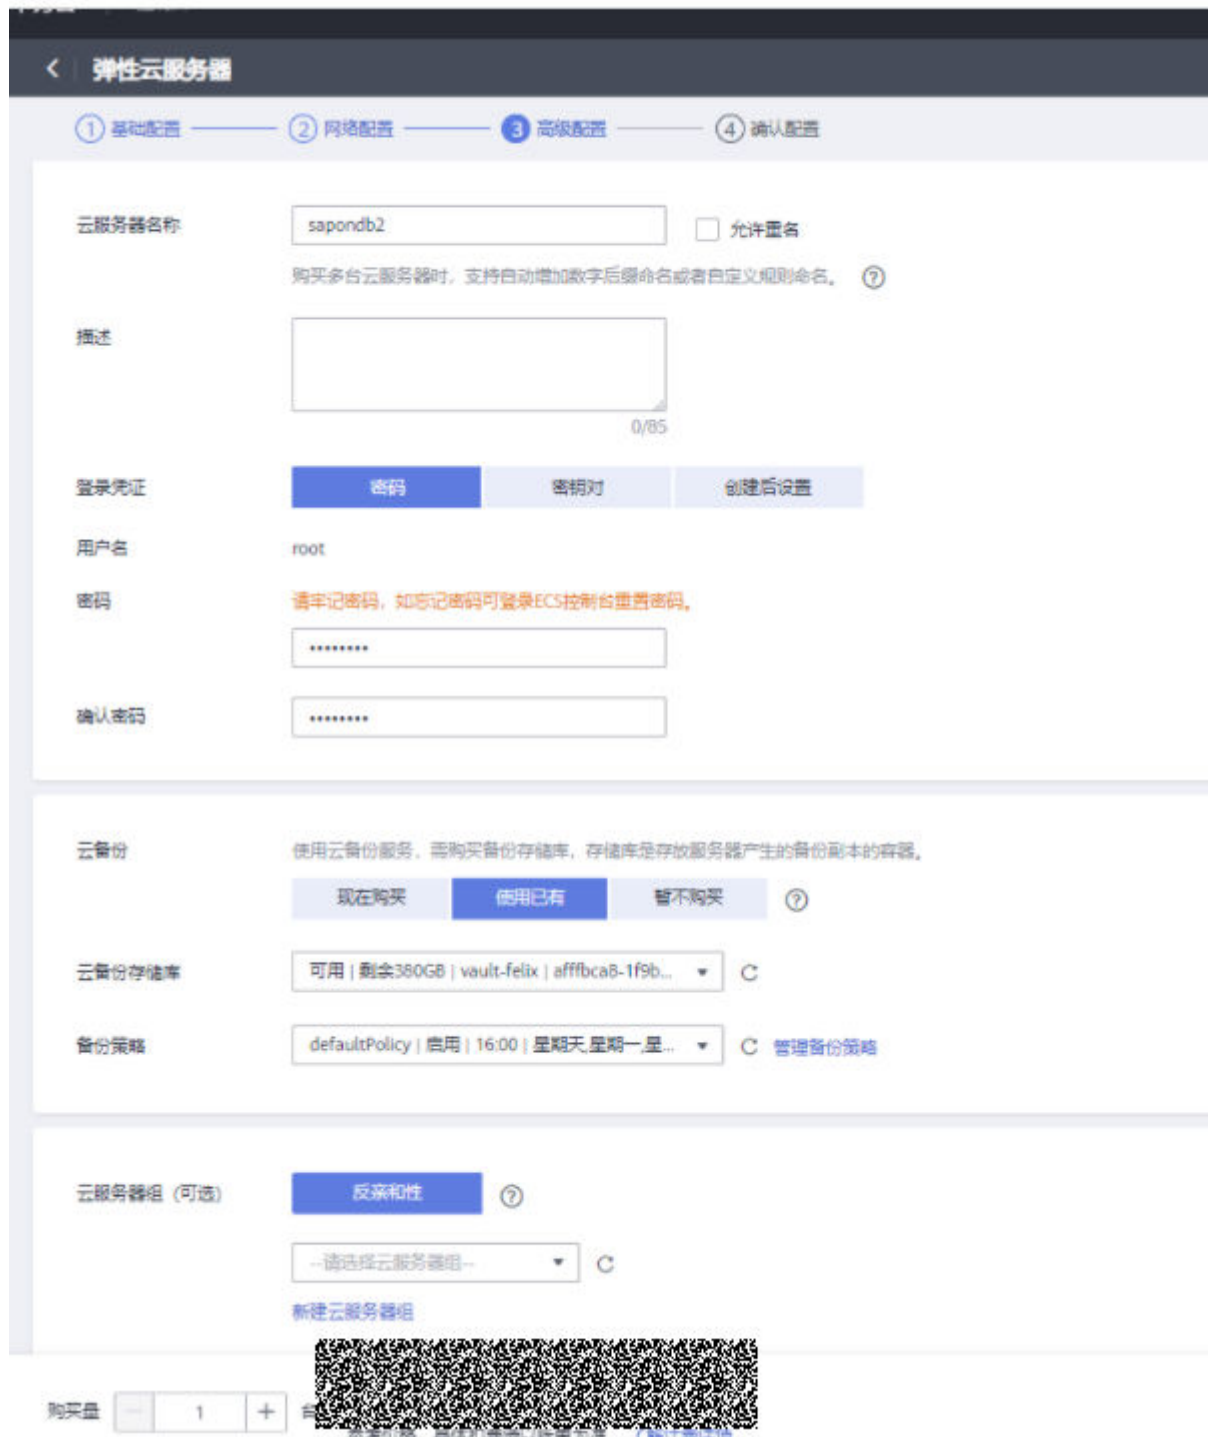 弹性云服务器
1 基础配置 2 网络配置 3 高级配置 4 确认配置
云服务器名称 sapondb2 允许重名
购买多台云服务器时，支持自动增加数字后缀命名或者自定义规则命名。 ?
描述
0/85
登录凭证 密码 密钥对 创建后设置
用户名 root
密码 请牢记密码，如忘记密码可登录ECS控制台重置密码。
••••••••
确认密码 ••••••••
云备份 使用云备份服务，需购买备份存储库，存储库是存放服务器产生的备份副本的容器。
现在购买 使用已有 暂不购买 ?
云备份存储库 可用 | 剩余380GB | vault-felix | afffbca8-1f9b...
备份策略 defaultPolicy | 启用 | 16:00 | 星期天,星期一,星... 管理备份策略
云服务器组（可选） 反亲和性 ?
--请选择云服务器组--
新建云服务器组
购买量 - 1 + 台